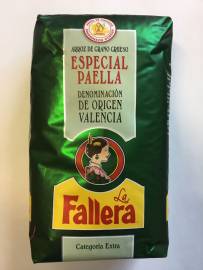 ARROZ DE GRANO GRUESO
ESPECIAL
PAELLA
DENOMINACIÓN
DE ORIGEN
VALENCIA
La
Fallera
Categoría Extra